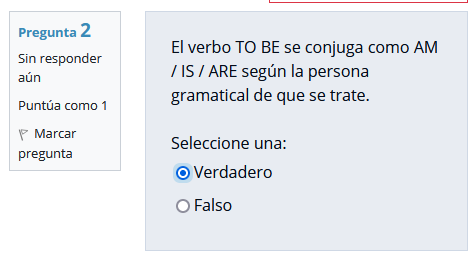 Pregunta 2
Sin responder
aún
Puntúa como 1
Marcar
pregunta
El verbo TO BE se conjuga como AM
/ IS / ARE según la persona
gramatical de que se trate.
Seleccione una:
Verdadero
Falso